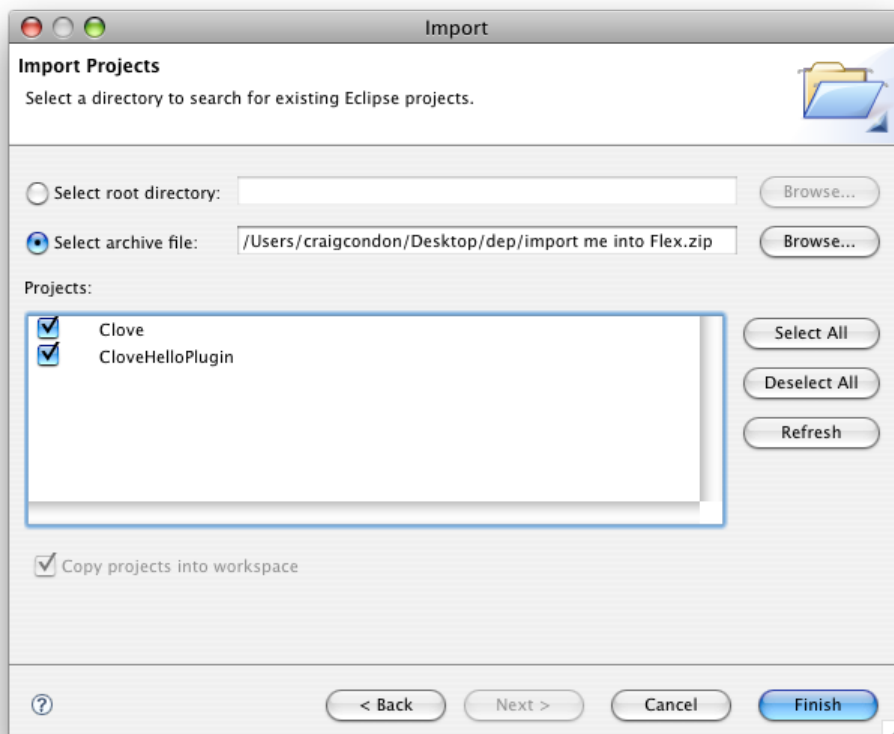 Import
Import Projects
Select a directory to search for existing Eclipse projects.
Select root directory:
Browse...
Select archive file:
/Users/craigcondon/Desktop/dep/import me into Flex.zip
Browse...
Projects:
Clove
CloveHelloPlugin
Select All
Deselect All
Refresh
Copy projects into workspace
?
< Back
Next >
Cancel
Finish